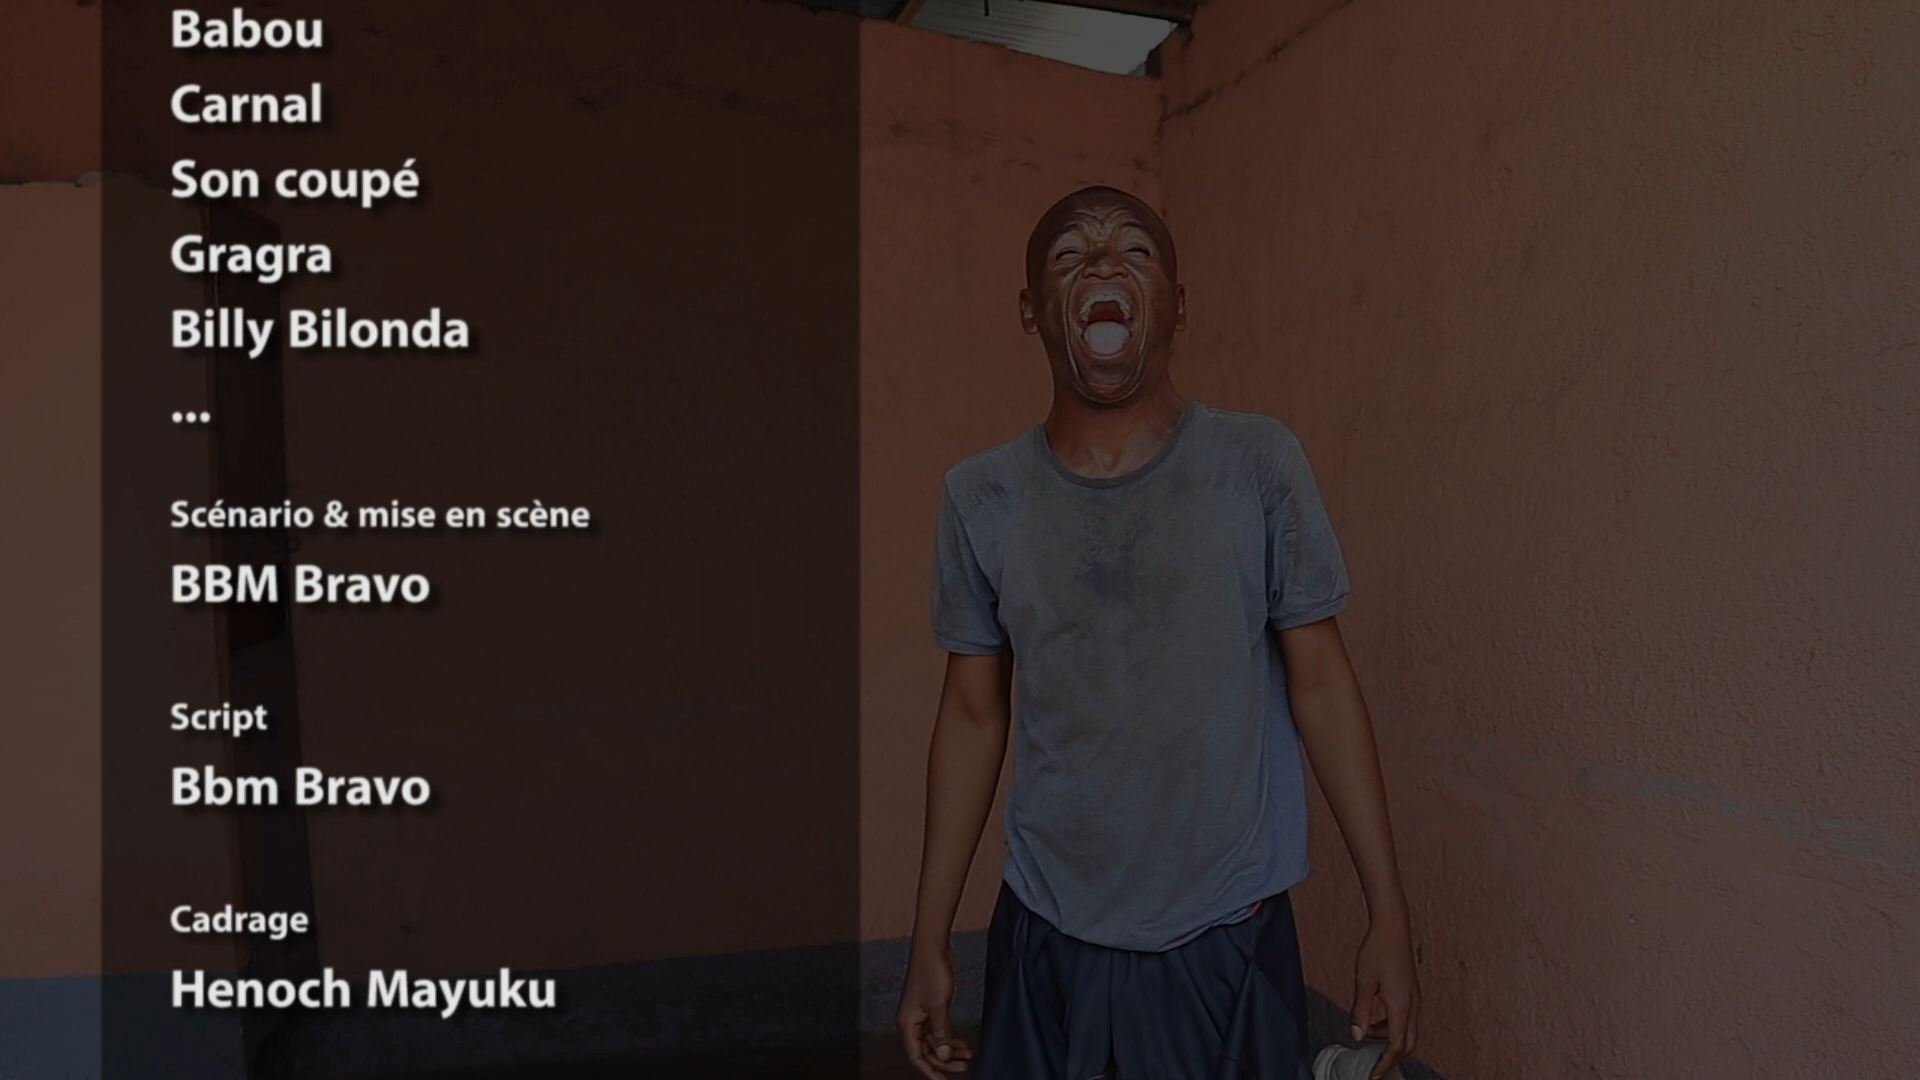 Babou
Carnal
Son coupé
Gragra
Billy Bilonda
...
Scénario & mise en scène
BBM Bravo
Script
Bbm Bravo
Cadrage
Henoch Mayuku